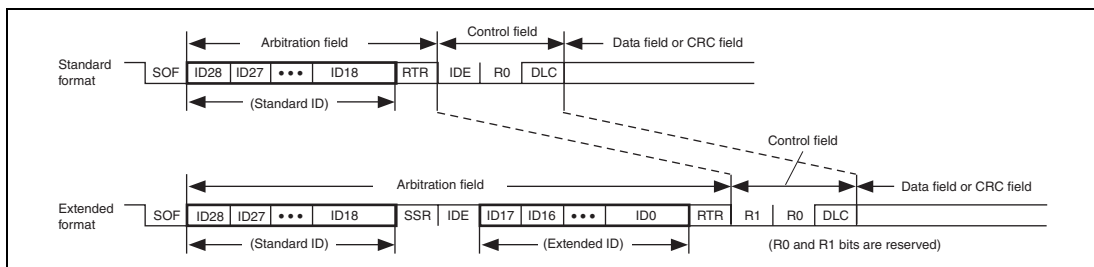 Arbitration field Control field Data field or CRC field
Standard format SOF ID28 ID27 ••• ID18 RTR IDE R0 DLC
(Standard ID)
Control field
Arbitration field Data field or CRC field
Extended format SOF ID28 ID27 ••• ID18 SSR IDE ID17 ID16 ••• ID0 RTR R1 R0 DLC
(Standard ID) (Extended ID) (R0 and R1 bits are reserved)